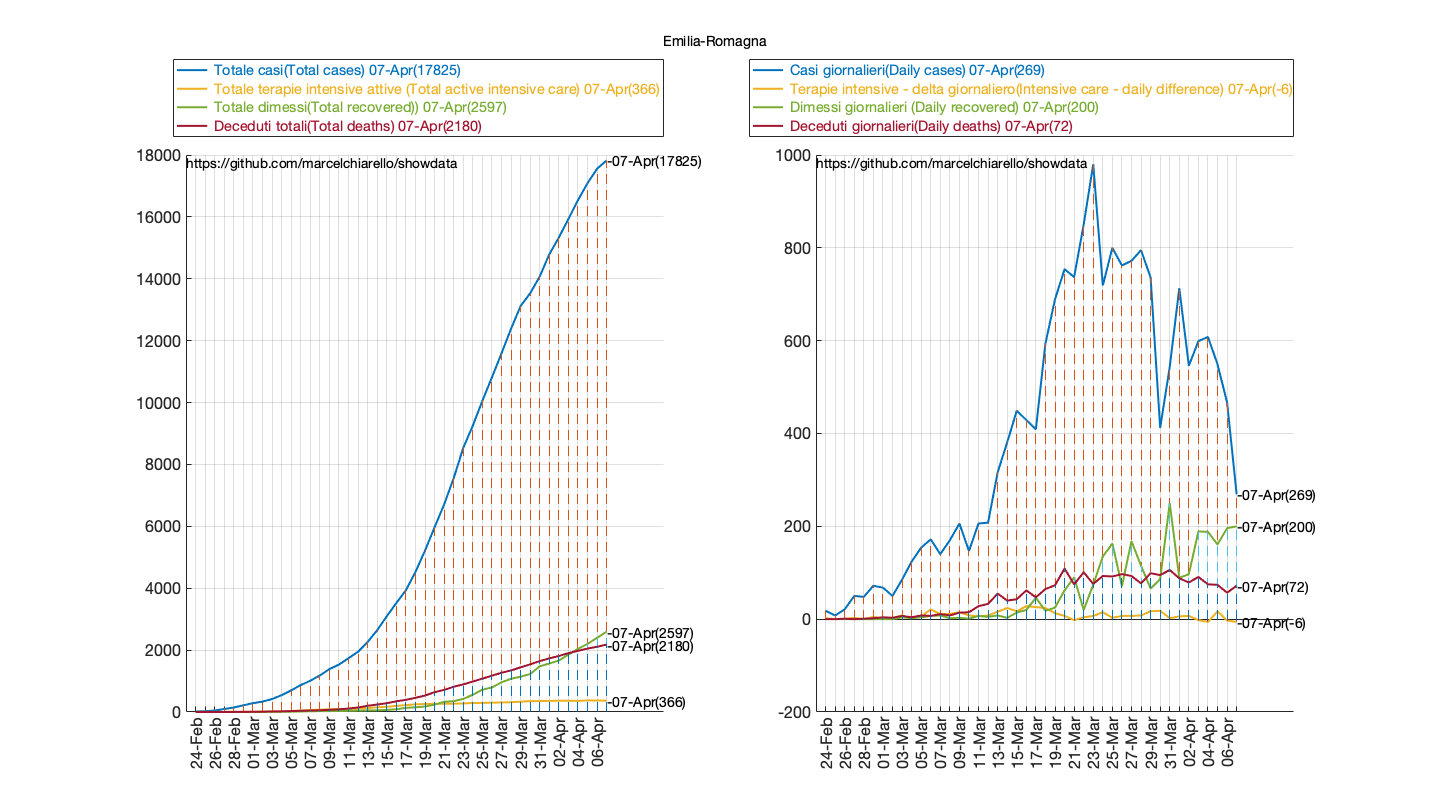 Emilia-Romagna
Totale casi(Total cases) 07-Apr(17825)
Totale terapie intensive attive (Total active intensive care) 07-Apr(366)
Totale dimessi(Total recovered)) 07-Apr(2597)
Deceduti totali(Total deaths) 07-Apr(2180)
18000
16000
14000
12000
10000
8000
6000
4000
2000
0
https://github.com/marcelchiarello/showdata
-07-Apr(17825)
-07-Apr(2597)
-07-Apr(2180)
-07-Apr(366)
24-Feb
26-Feb
28-Feb
01-Mar
03-Mar
05-Mar
07-Mar
09-Mar
11-Mar
13-Mar
15-Mar
17-Mar
19-Mar
21-Mar
23-Mar
25-Mar
27-Mar
29-Mar
31-Mar
02-Apr
04-Apr
06-Apr
Casi giornalieri(Daily cases) 07-Apr(269)
Terapie intensive - delta giornaliero(Intensive care - daily difference) 07-Apr(-6)
Dimessi giornalieri (Daily recovered) 07-Apr(200)
Deceduti giornalieri(Daily deaths) 07-Apr(72)
1000
800
600
400
200
0
-200
https://github.com/marcelchiarello/showdata
-07-Apr(269)
-07-Apr(200)
-07-Apr(72)
-07-Apr(-6)
24-Feb
26-Feb
28-Feb
01-Mar
03-Mar
05-Mar
07-Mar
09-Mar
11-Mar
13-Mar
15-Mar
17-Mar
19-Mar
21-Mar
23-Mar
25-Mar
27-Mar
29-Mar
31-Mar
02-Apr
04-Apr
06-Apr